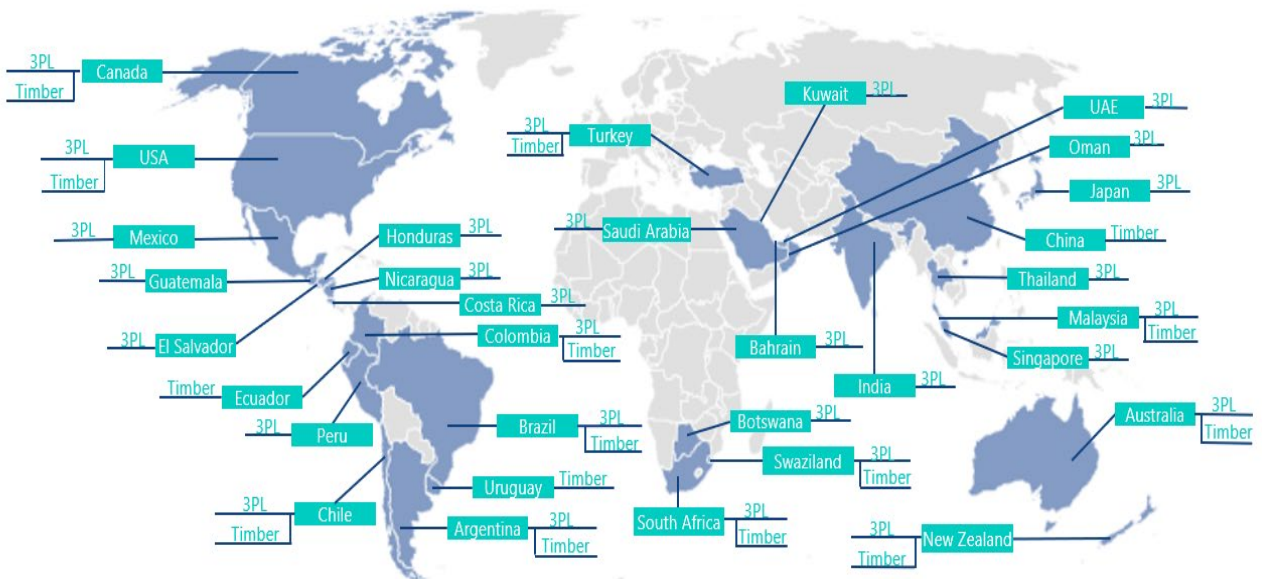 3PL
Canada
Timber
3PL
USA
Timber
3PL
Mexico
3PL
Guatemala
3PL
El Salvador
Honduras
3PL
Nicaragua
3PL
Costa Rica
3PL
Colombia
3PL
Timber
Timber
Ecuador
3PL
Peru
Brazil
3PL
Timber
Uruguay
Timber
3PL
Chile
Timber
Argentina
3PL
Timber
3PL
Turkey
Timber
Kuwait
3PL
3PL
Saudi Arabia
UAE
3PL
Oman
3PL
Japan
3PL
China
Timber
Thailand
3PL
Malaysia
3PL
Timber
Singapore
3PL
Bahrain
3PL
India
3PL
Botswana
3PL
Swaziland
3PL
Timber
South Africa
3PL
Timber
Australia
3PL
Timber
3PL
New Zealand
Timber